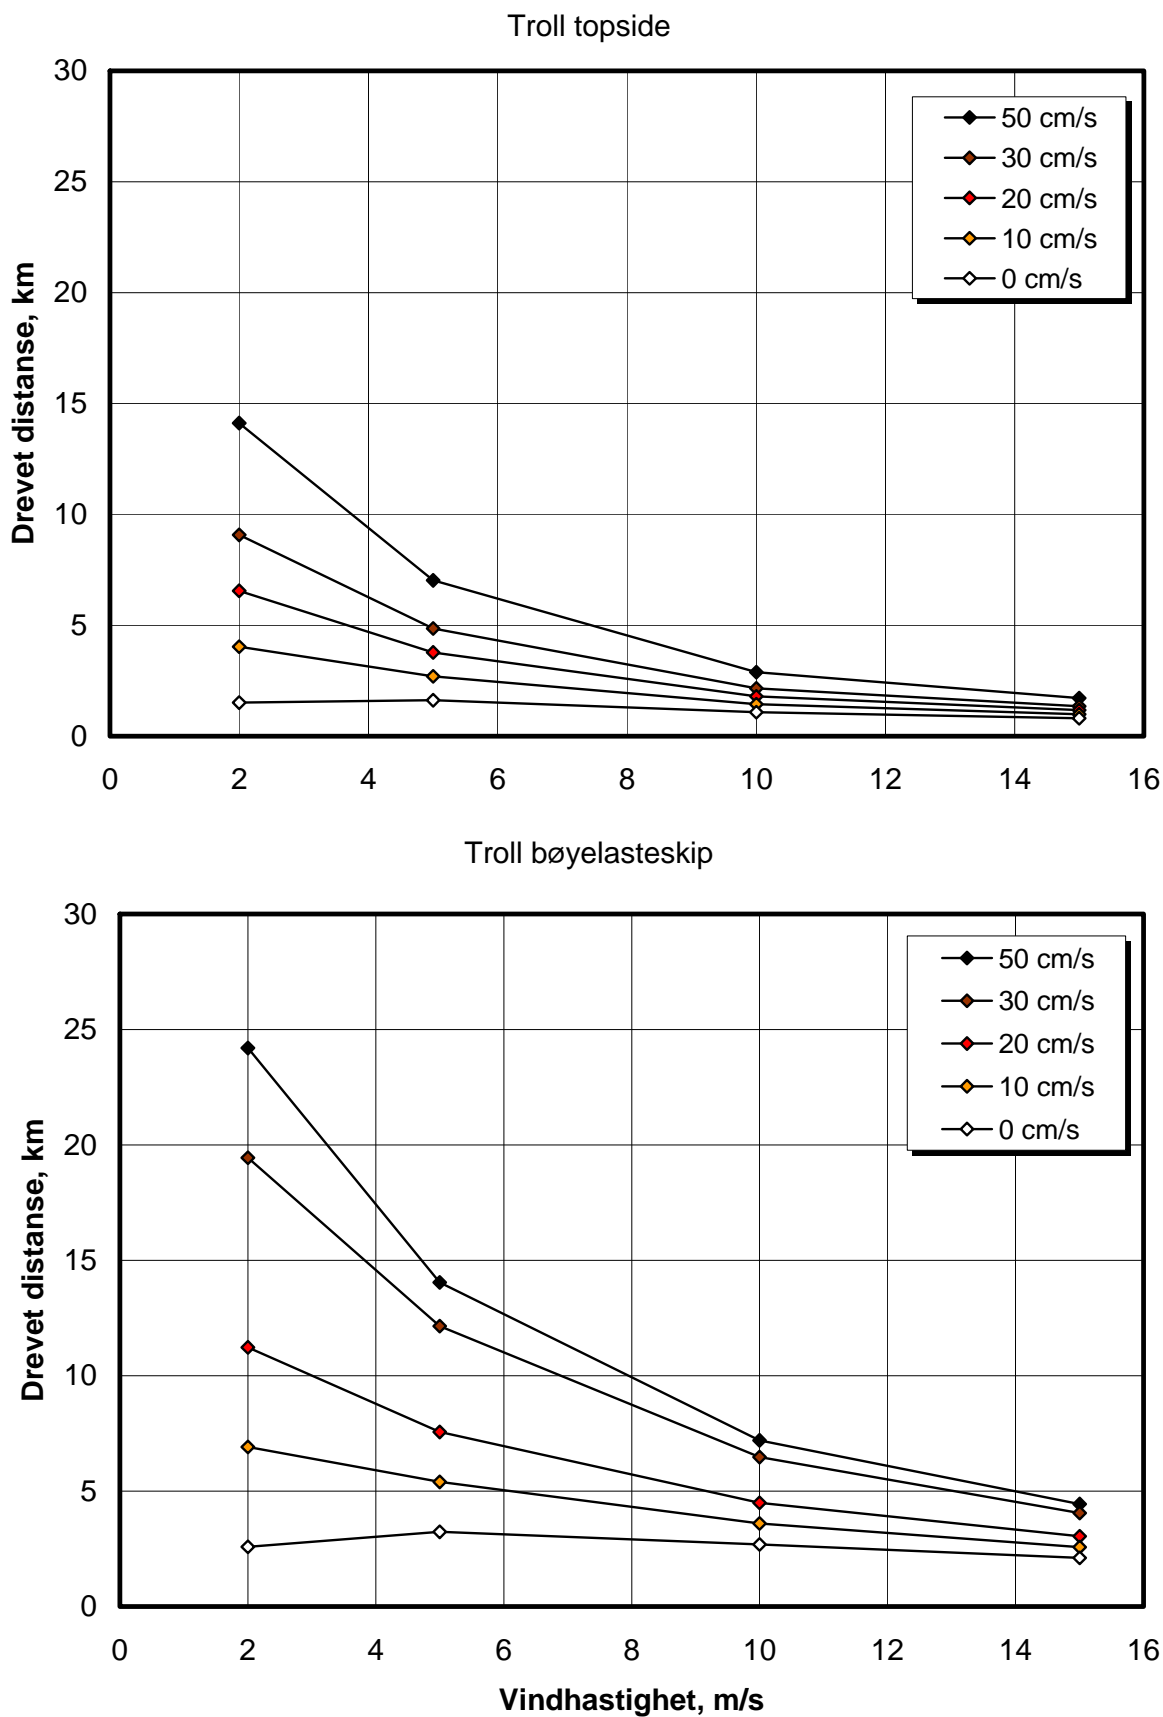 Troll topside
30
25
20
15
10
5
0
Drevet distanse, km
50 cm/s
30 cm/s
20 cm/s
10 cm/s
0 cm/s
0 2 4 6 8 10 12 14 16
Troll bøyelasteskip
30
25
20
15
10
5
0
Drevet distanse, km
50 cm/s
30 cm/s
20 cm/s
10 cm/s
0 cm/s
0 2 4 6 8 10 12 14 16
Vindhastighet, m/s